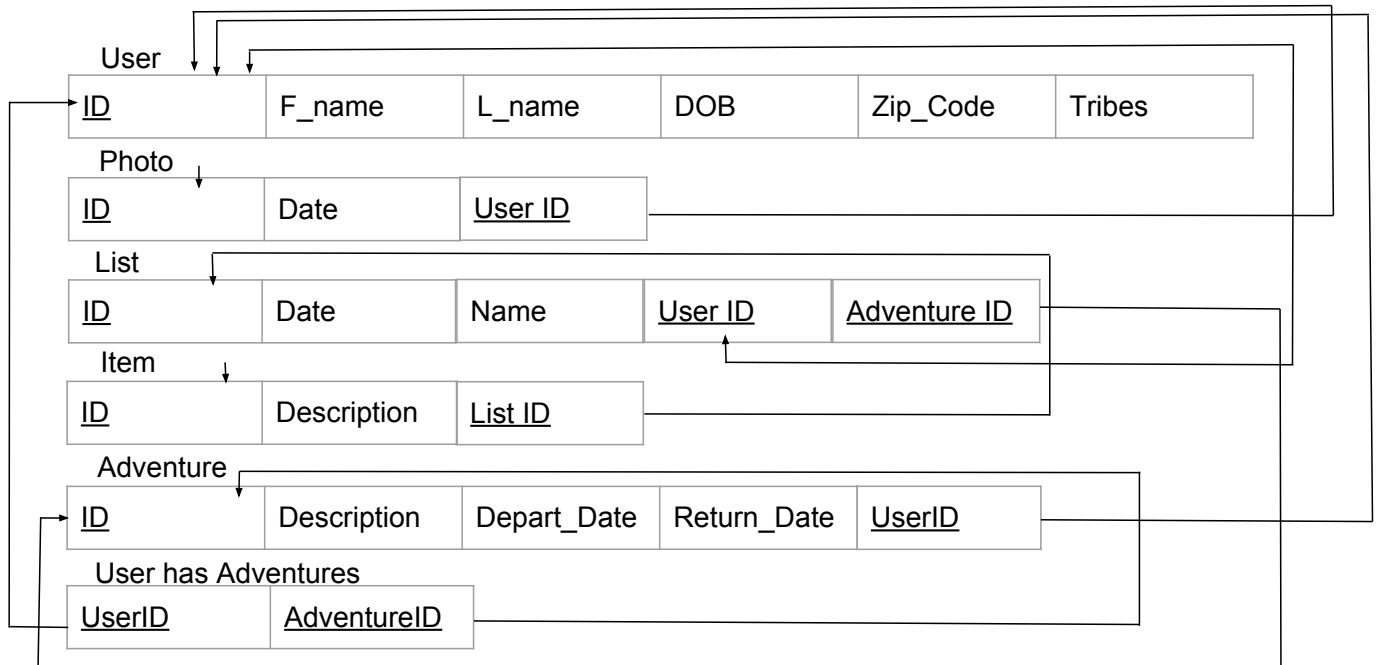 User
ID F_name L_name DOB Zip_Code Tribes
Photo
ID Date User ID
List
ID Date Name User ID Adventure ID
Item
ID Description List ID
Adventure
ID Description Depart_Date Return_Date UserID
User has Adventures
UserID AdventureID